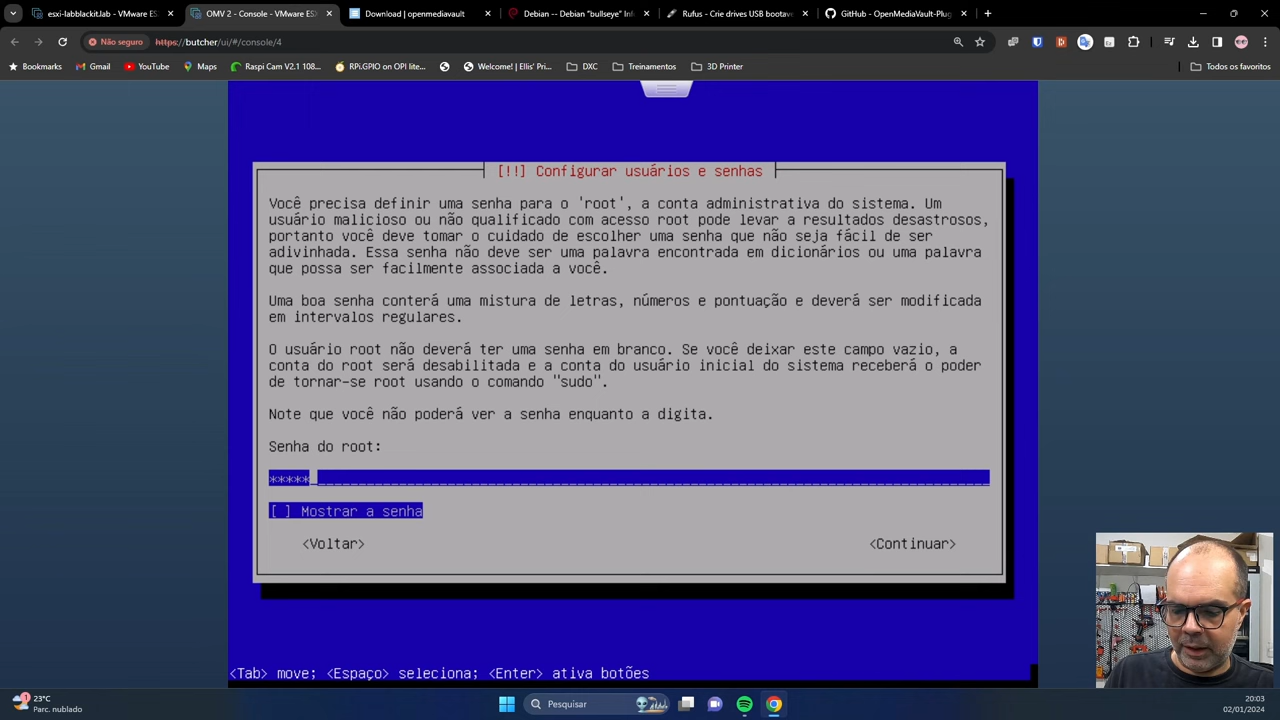 esxi-labblackit.lab - VMware ES
OMV 2 - Console - VMware ES
Download | openmediavault
Debian -- Debian "bullseye" In
Rufus - Crie drives USB bootáve
GitHub - OpenMediaVault-Plug
Não seguro
https://butcher/ui/#/console/4
Bookmarks
Gmail
YouTube
Maps
Raspi Cam V2.1 108...
RPi.GPIO on OPI lite...
Welcome! | Ellis' Pri...
DXC
Treinamentos
3D Printer
Todos os favoritos
[!!] Configurar usuários e senhas
Você precisa definir uma senha para o 'root', a conta administrativa do sistema. Um
usuário malicioso ou não qualificado com acesso root pode levar a resultados desastrosos,
portanto você deve tomar o cuidado de escolher uma senha que não seja fácil de ser
adivinhada. Essa senha não deve ser uma palavra encontrada em dicionários ou uma palavra
que possa ser facilmente associada a você.
Uma boa senha conterá uma mistura de letras, números e pontuação e deverá ser modificada
em intervalos regulares.
O usuário root não deverá ter uma senha em branco. Se você deixar este campo vazio, a
conta do root será desabilitada e a conta do usuário inicial do sistema receberá o poder
de tornar-se root usando o comando "sudo".
Note que você não poderá ver a senha enquanto a digita.
Senha do root:
*****
[ ] Mostrar a senha
<Voltar>
<Continuar>
<Tab> move; <Espaço> seleciona; <Enter> ativa botões
1
23°C
Parc. nublado
Pesquisar
20:03
02/01/2024